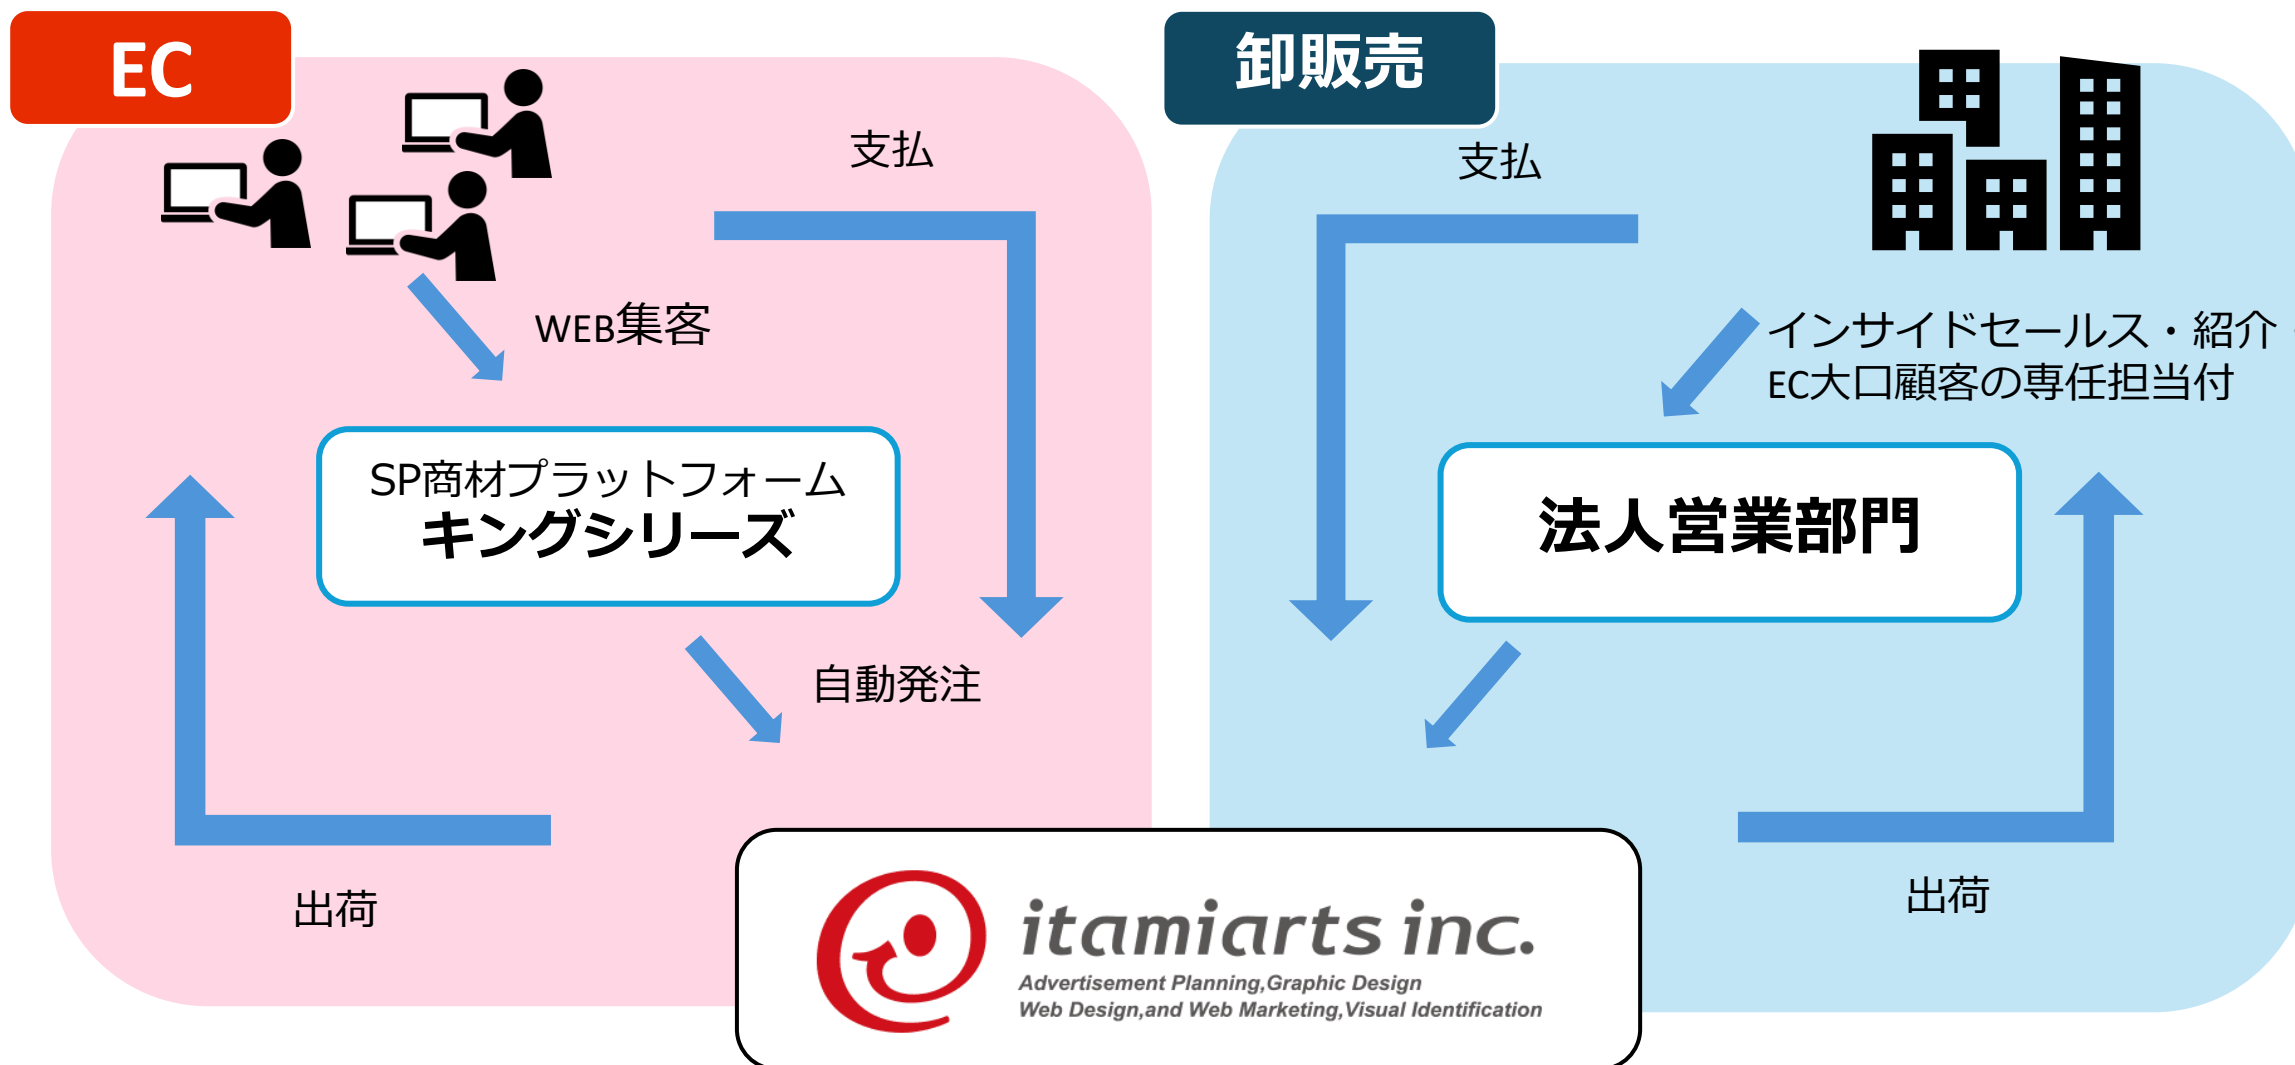 EC
卸販売
支払
支払
WEB集客
インサイドセールス・紹介・
EC大口顧客の専任担当付
SP商材プラットフォーム
キングシリーズ
法人営業部門
自動発注
出荷
出荷
itamiarts inc.
Advertisement Planning,Graphic Design
Web Design,and Web Marketing,Visual Identification